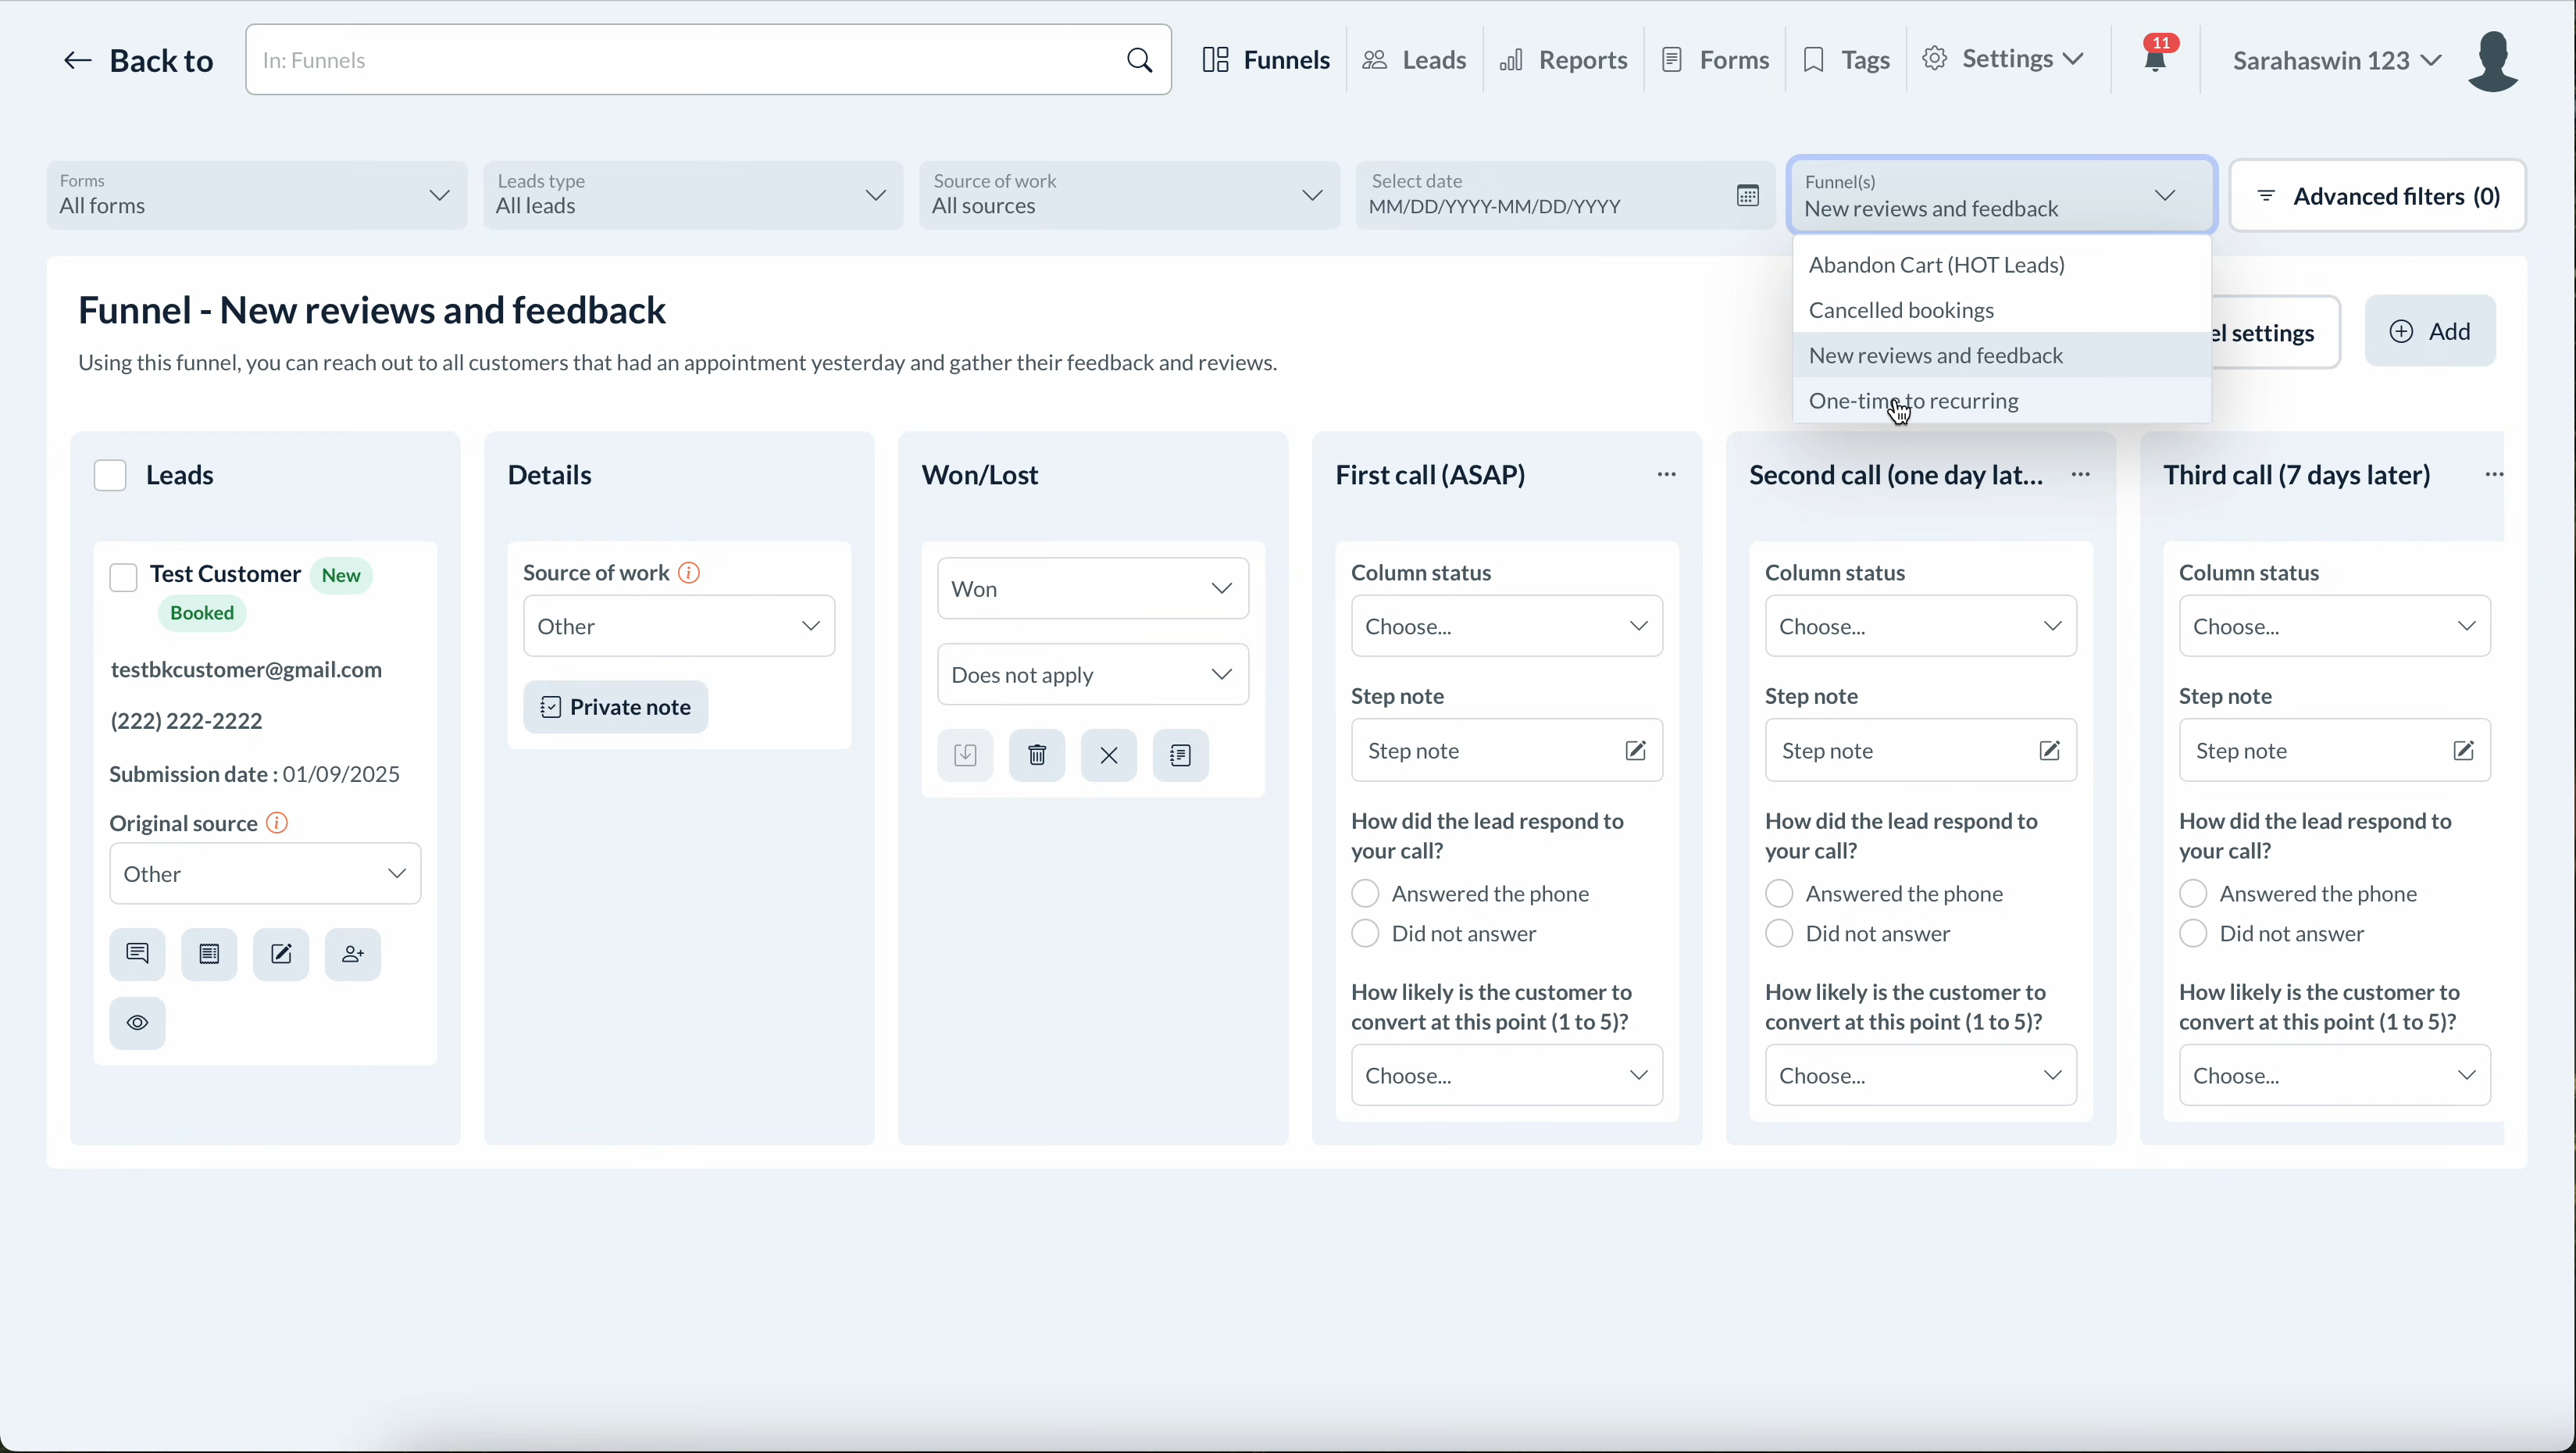 Back to
In: Funnels
Funnels
Leads
Reports
Forms
Tags
Settings
11
Sarahaswin 123
Forms
All forms
Leads type
All leads
Source of work
All sources
Select date
MM/DD/YYYY-MM/DD/YYYY
Funnel(s)
New reviews and feedback
Advanced filters (0)
Abandon Cart (HOT Leads)
Cancelled bookings
New reviews and feedback
One-time to recurring
Funnel - New reviews and feedback
Using this funnel, you can reach out to all customers that had an appointment yesterday and gather their feedback and reviews.
el settings
Add
Leads
Test Customer New
Booked
testbkcustomer@gmail.com
(222) 222-2222
Submission date : 01/09/2025
Original source
Other
Details
Source of work
Other
Private note
Won/Lost
Won
Does not apply
First call (ASAP)
Column status
Choose...
Step note
Step note
How did the lead respond to
your call?
Answered the phone
Did not answer
How likely is the customer to
convert at this point (1 to 5)?
Choose...
Second call (one day lat...
Column status
Choose...
Step note
Step note
How did the lead respond to
your call?
Answered the phone
Did not answer
How likely is the customer to
convert at this point (1 to 5)?
Choose...
Third call (7 days later)
Column status
Choose...
Step note
Step note
How did the lead respond to
your call?
Answered the phone
Did not answer
How likely is the customer to
convert at this point (1 to 5)?
Choose...